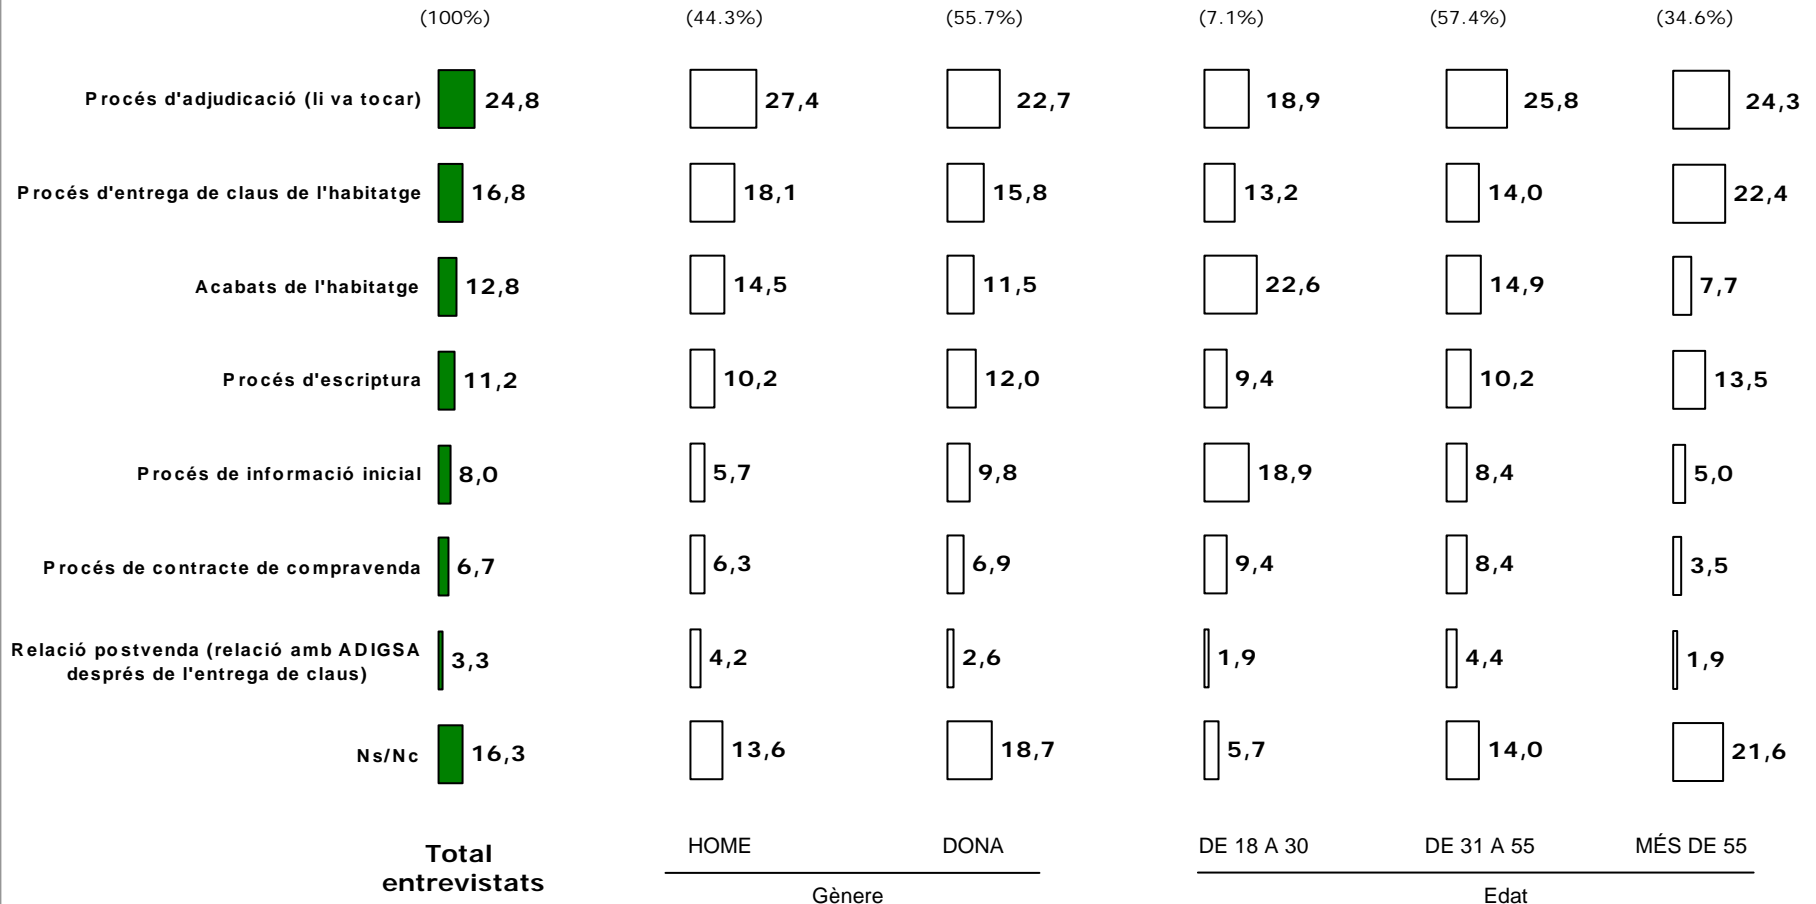 (100%) (44.3%) (55.7%) (7.1%) (57.4%) (34.6%)
Procés d'adjudicació (li va tocar) 24,8 27,4 22,7 18,9 25,8 24,3
Procés d'entrega de claus de l'habitatge 16,8 18,1 15,8 13,2 14,0 22,4
Acabats de l'habitatge 12,8 14,5 11,5 22,6 14,9 7,7
Procés d'escriptura 11,2 10,2 12,0 9,4 10,2 13,5
Procés de informació inicial 8,0 5,7 9,8 18,9 8,4 5,0
Procés de contracte de compravenda 6,7 6,3 6,9 9,4 8,4 3,5
Relació postvenda (relació amb ADIGSA
després de l'entrega de claus) 3,3 4,2 2,6 1,9 4,4 1,9
Ns/Nc 16,3 13,6 18,7 5,7 14,0 21,6
Total
entrevistats
HOME DONA DE 18 A 30 DE 31 A 55 MÉS DE 55
Gènere Edat